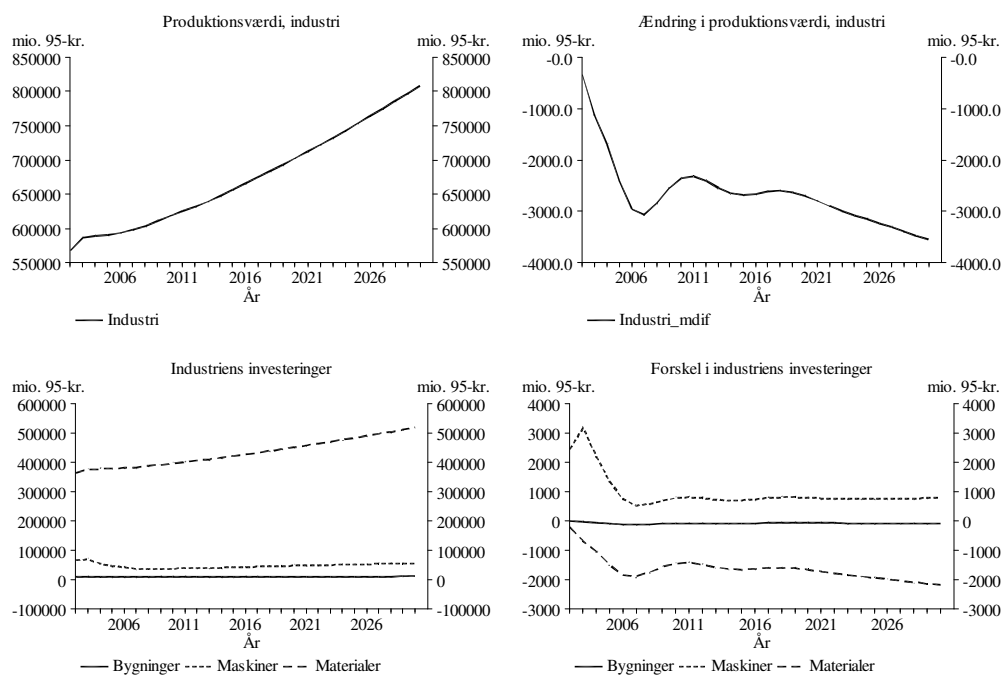 Produktionsværdi, industri
mio. 95-kr. mio. 95-kr.
850000 850000
800000 800000
750000 750000
700000 700000
650000 650000
600000 600000
550000 550000
2006 2011 2016 2021 2026
År
Industri
Ændring i produktionsværdi, industri
mio. 95-kr. mio. 95-kr.
-0.0 -0.0
-1000.0 -1000.0
-2000.0 -2000.0
-3000.0 -3000.0
-4000.0 -4000.0
2006 2011 2016 2021 2026
År
Industri_mdif
Industriens investeringer
mio. 95-kr. mio. 95-kr.
600000 600000
500000 500000
400000 400000
300000 300000
200000 200000
100000 100000
0 0
-100000 -100000
2006 2011 2016 2021 2026
År
Bygninger Maskiner Materialer
Forskel i industriens investeringer
mio. 95-kr. mio. 95-kr.
4000 4000
3000 3000
2000 2000
1000 1000
0 0
-1000 -1000
-2000 -2000
-3000 -3000
2006 2011 2016 2021 2026
År
Bygninger Maskiner Materialer